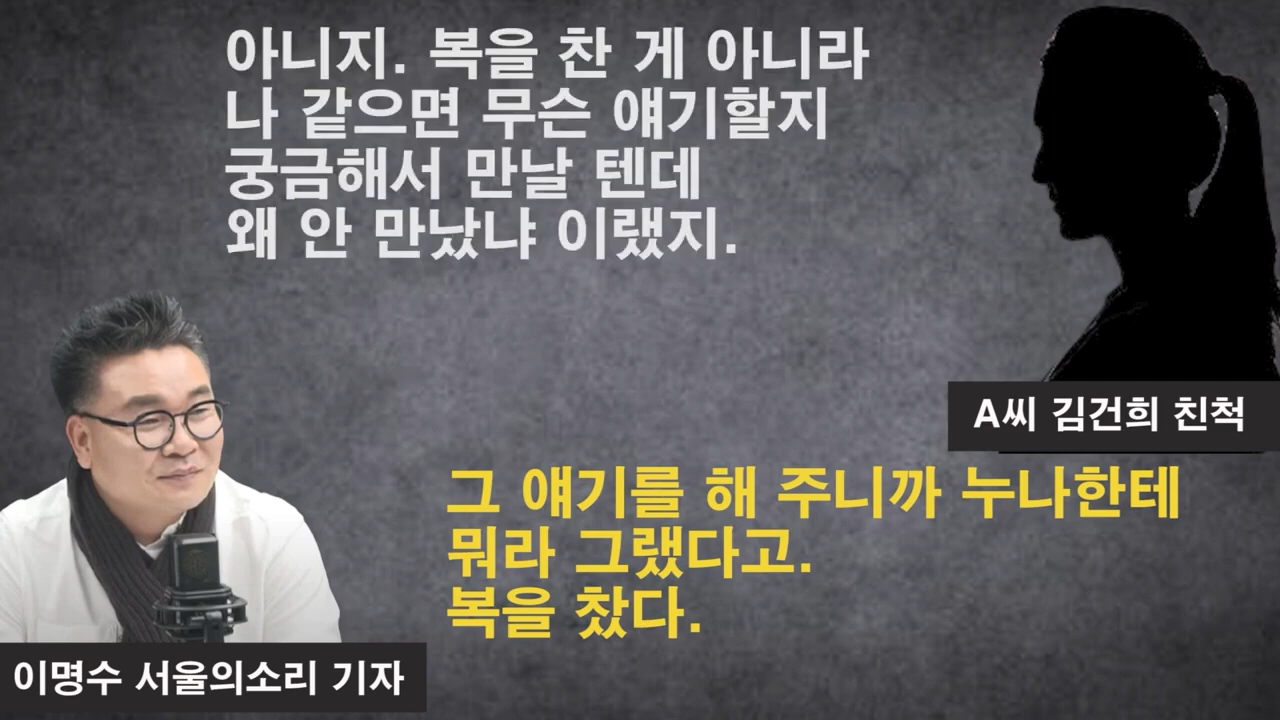 아니지. 복을 찬 게 아니라
나 같으면 무슨 얘기할지
궁금해서 만날 텐데
왜 안 만났냐 이랬지.
A씨 김건희 친척
그 얘기를 해 주니까 누나한테
뭐라 그랬다고.
복을 찼다.
이명수 서울의소리 기자